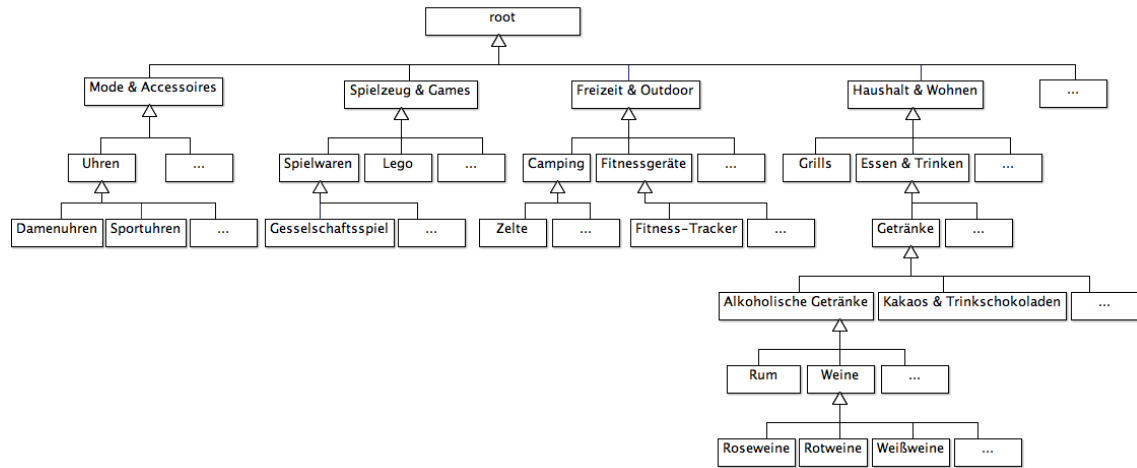 root
Mode & Accessoires
Spielzeug & Games
Freizeit & Outdoor
Haushalt & Wohnen
...
Uhren
...
Spielwaren
Lego
...
Camping
Fitnessgeräte
...
Grills
Essen & Trinken
...
Damenuhren
Sportuhren
...
Gesselschaftsspiel
...
Zelte
...
Fitness-Tracker
...
Getränke
...
Alkoholische Getränke
Kakaos & Trinkschokoladen
...
Rum
Weine
...
Roseweine
Rotweine
Weißweine
...